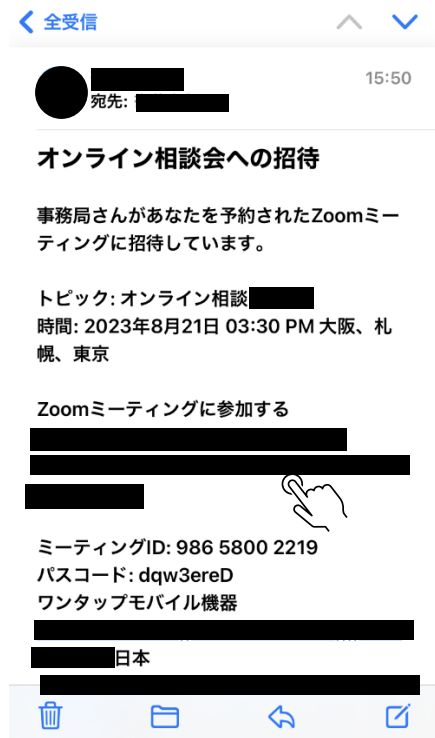 全受信
15:50
宛先:
オンライン相談会への招待
事務局さんがあなたを予約されたZoomミー
ティングに招待しています。
トピック: オンライン相談
時間: 2023年8月21日 03:30 PM 大阪、札
幌、東京
Zoomミーティングに参加する
ミーティングID: 986 5800 2219
パスコード: dqw3ereD
ワンタップモバイル機器
日本